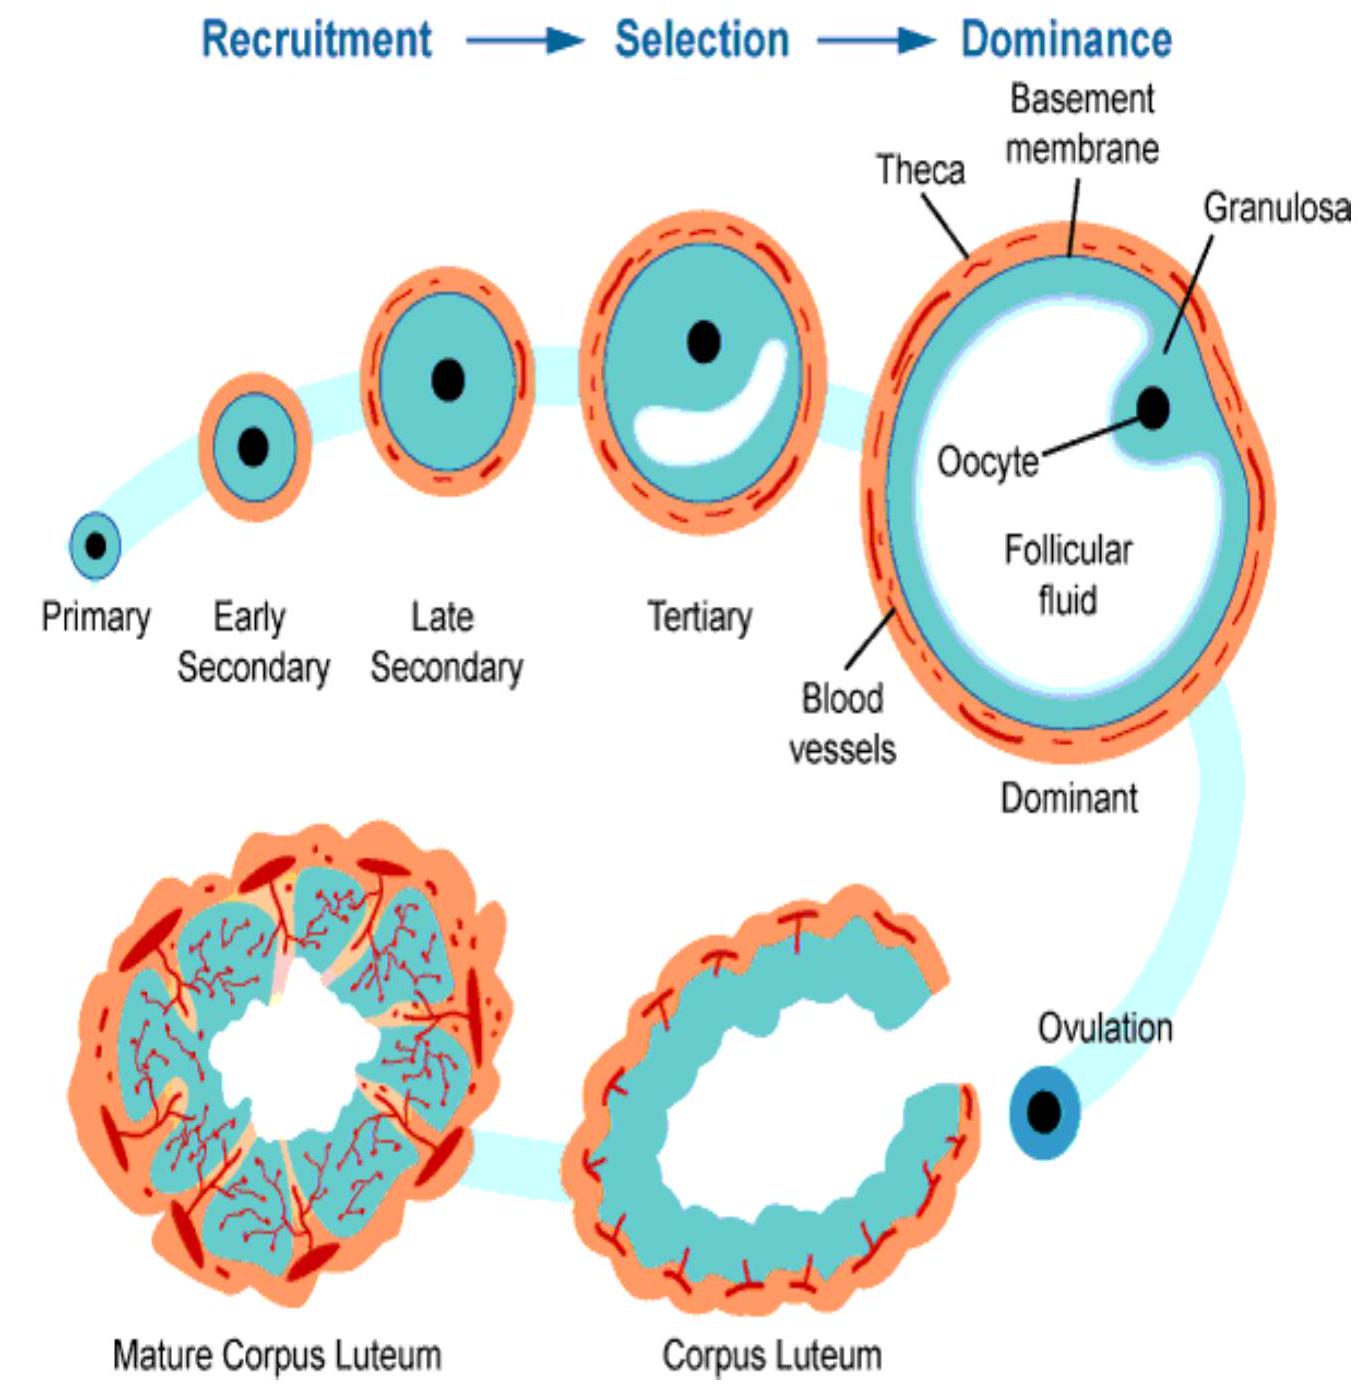 Recruitment → Selection → Dominance
Basement
membrane
Theca
Granulosa
Oocyte
Follicular
fluid
Primary
Early
Secondary
Late
Secondary
Tertiary
Blood
vessels
Dominant
Ovulation
Mature Corpus Luteum
Corpus Luteum